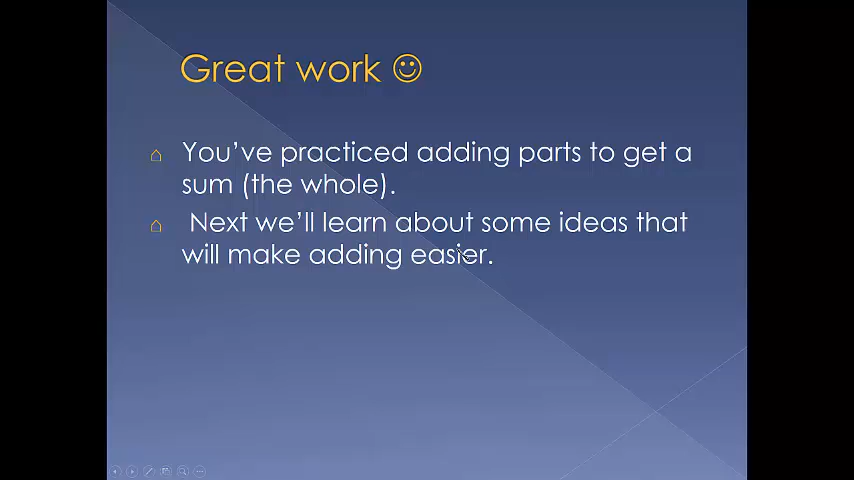 Great work ☺
You've practiced adding parts to get a
sum (the whole).
Next we'll learn about some ideas that
will make adding easier.